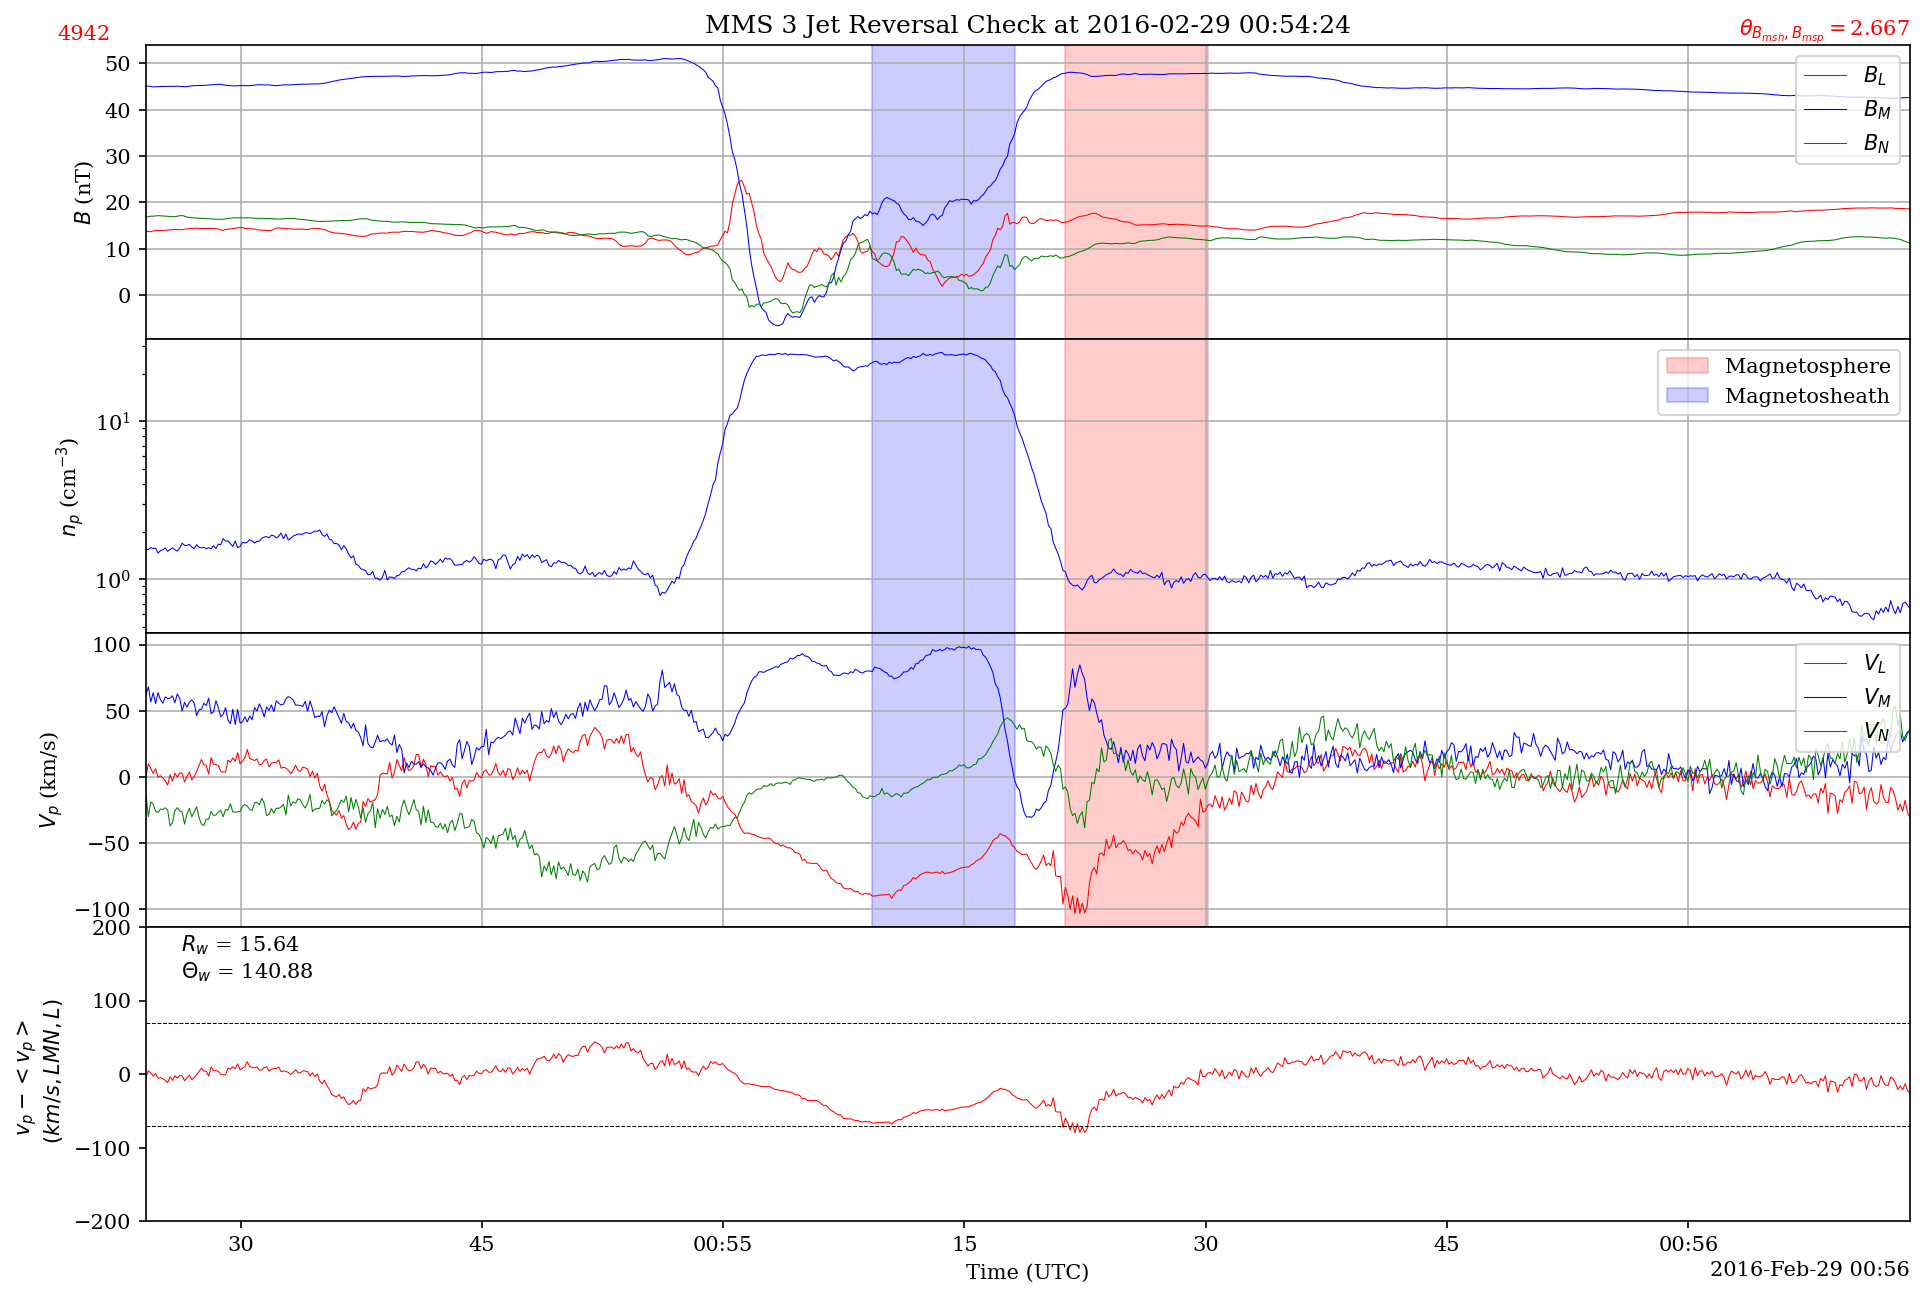 4942
MMS 3 Jet Reversal Check at 2016-02-29 00:54:24
θ_{B_{msh}, B_{msp}} = 2.667
50
40
30
20
10
0
B (nT)
B_L
B_M
B_N
10^1
10^0
n_p (cm^{-3})
Magnetosphere
Magnetosheath
100
50
0
−50
−100
V_p (km/s)
V_L
V_M
V_N
200
100
0
−100
−200
v_p − < v_p >
(km/s, LMN, L)
R_w = 15.64
Θ_w = 140.88
30
45
00:55
15
30
45
00:56
Time (UTC)
2016-Feb-29 00:56